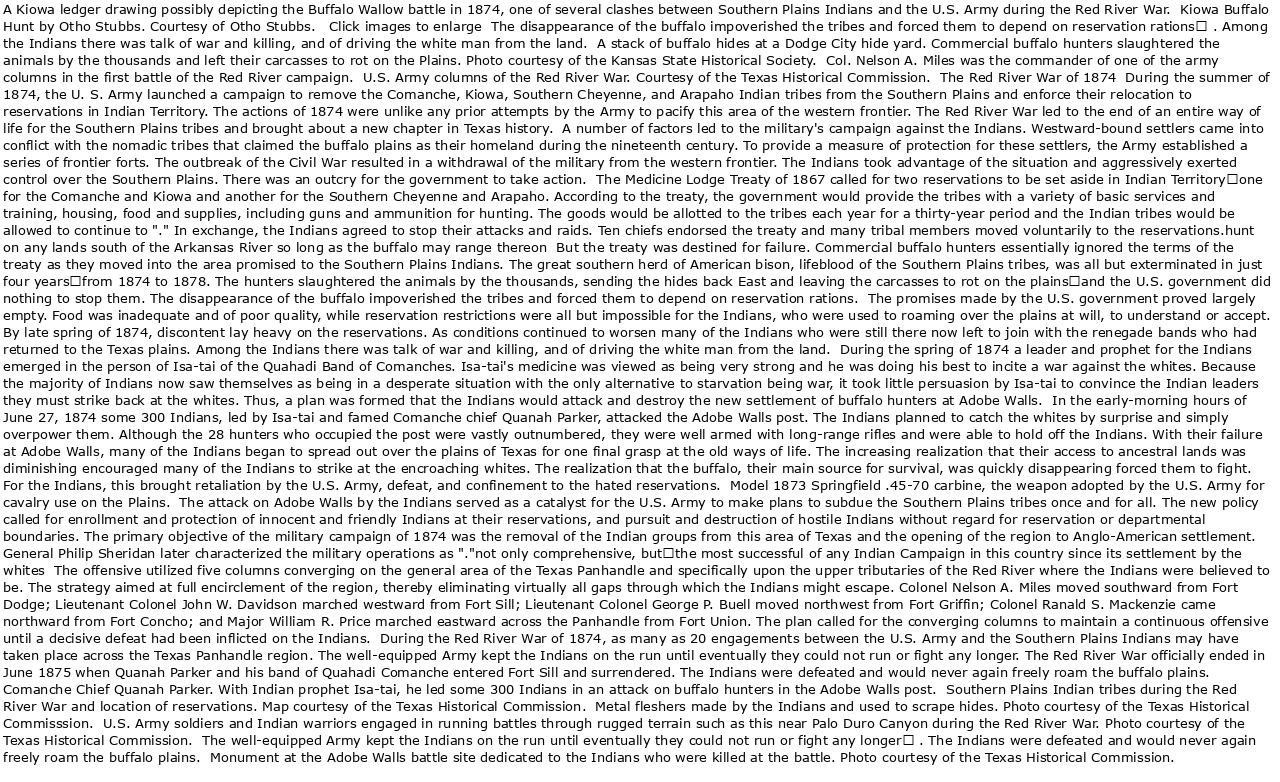 A Kiowa ledger drawing possibly depicting the Buffalo Wallow battle in 1874, one of several clashes between Southern Plains Indians and the U.S. Army during the Red River War.  Kiowa Buffalo
Hunt by Otho Stubbs. Courtesy of Otho Stubbs.   Click images to enlarge  The disappearance of the buffalo impoverished the tribes and forced them to depend on reservation rations□ . Among
the Indians there was talk of war and killing, and of driving the white man from the land.  A stack of buffalo hides at a Dodge City hide yard. Commercial buffalo hunters slaughtered the
animals by the thousands and left their carcasses to rot on the Plains. Photo courtesy of the Kansas State Historical Society.  Col. Nelson A. Miles was the commander of one of the army
columns in the first battle of the Red River campaign.  U.S. Army columns of the Red River War. Courtesy of the Texas Historical Commission.  The Red River War of 1874  During the summer of
1874, the U. S. Army launched a campaign to remove the Comanche, Kiowa, Southern Cheyenne, and Arapaho Indian tribes from the Southern Plains and enforce their relocation to
reservations in Indian Territory. The actions of 1874 were unlike any prior attempts by the Army to pacify this area of the western frontier. The Red River War led to the end of an entire way of
life for the Southern Plains tribes and brought about a new chapter in Texas history.  A number of factors led to the military's campaign against the Indians. Westward-bound settlers came into
conflict with the nomadic tribes that claimed the buffalo plains as their homeland during the nineteenth century. To provide a measure of protection for these settlers, the Army established a
series of frontier forts. The outbreak of the Civil War resulted in a withdrawal of the military from the western frontier. The Indians took advantage of the situation and aggressively exerted
control over the Southern Plains. There was an outcry for the government to take action.  The Medicine Lodge Treaty of 1867 called for two reservations to be set aside in Indian Territory□one
for the Comanche and Kiowa and another for the Southern Cheyenne and Arapaho. According to the treaty, the government would provide the tribes with a variety of basic services and
training, housing, food and supplies, including guns and ammunition for hunting. The goods would be allotted to the tribes each year for a thirty-year period and the Indian tribes would be
allowed to continue to "." In exchange, the Indians agreed to stop their attacks and raids. Ten chiefs endorsed the treaty and many tribal members moved voluntarily to the reservations.hunt
on any lands south of the Arkansas River so long as the buffalo may range thereon  But the treaty was destined for failure. Commercial buffalo hunters essentially ignored the terms of the
treaty as they moved into the area promised to the Southern Plains Indians. The great southern herd of American bison, lifeblood of the Southern Plains tribes, was all but exterminated in just
four years□from 1874 to 1878. The hunters slaughtered the animals by the thousands, sending the hides back East and leaving the carcasses to rot on the plains□and the U.S. government did
nothing to stop them. The disappearance of the buffalo impoverished the tribes and forced them to depend on reservation rations.  The promises made by the U.S. government proved largely
empty. Food was inadequate and of poor quality, while reservation restrictions were all but impossible for the Indians, who were used to roaming over the plains at will, to understand or accept.
By late spring of 1874, discontent lay heavy on the reservations. As conditions continued to worsen many of the Indians who were still there now left to join with the renegade bands who had
returned to the Texas plains. Among the Indians there was talk of war and killing, and of driving the white man from the land.  During the spring of 1874 a leader and prophet for the Indians
emerged in the person of Isa-tai of the Quahadi Band of Comanches. Isa-tai's medicine was viewed as being very strong and he was doing his best to incite a war against the whites. Because
the majority of Indians now saw themselves as being in a desperate situation with the only alternative to starvation being war, it took little persuasion by Isa-tai to convince the Indian leaders
they must strike back at the whites. Thus, a plan was formed that the Indians would attack and destroy the new settlement of buffalo hunters at Adobe Walls.  In the early-morning hours of
June 27, 1874 some 300 Indians, led by Isa-tai and famed Comanche chief Quanah Parker, attacked the Adobe Walls post. The Indians planned to catch the whites by surprise and simply
overpower them. Although the 28 hunters who occupied the post were vastly outnumbered, they were well armed with long-range rifles and were able to hold off the Indians. With their failure
at Adobe Walls, many of the Indians began to spread out over the plains of Texas for one final grasp at the old ways of life. The increasing realization that their access to ancestral lands was
diminishing encouraged many of the Indians to strike at the encroaching whites. The realization that the buffalo, their main source for survival, was quickly disappearing forced them to fight.
For the Indians, this brought retaliation by the U.S. Army, defeat, and confinement to the hated reservations.  Model 1873 Springfield .45-70 carbine, the weapon adopted by the U.S. Army for
cavalry use on the Plains.  The attack on Adobe Walls by the Indians served as a catalyst for the U.S. Army to make plans to subdue the Southern Plains tribes once and for all. The new policy
called for enrollment and protection of innocent and friendly Indians at their reservations, and pursuit and destruction of hostile Indians without regard for reservation or departmental
boundaries. The primary objective of the military campaign of 1874 was the removal of the Indian groups from this area of Texas and the opening of the region to Anglo-American settlement.
General Philip Sheridan later characterized the military operations as "."not only comprehensive, but□the most successful of any Indian Campaign in this country since its settlement by the
whites  The offensive utilized five columns converging on the general area of the Texas Panhandle and specifically upon the upper tributaries of the Red River where the Indians were believed to
be. The strategy aimed at full encirclement of the region, thereby eliminating virtually all gaps through which the Indians might escape. Colonel Nelson A. Miles moved southward from Fort
Dodge; Lieutenant Colonel John W. Davidson marched westward from Fort Sill; Lieutenant Colonel George P. Buell moved northwest from Fort Griffin; Colonel Ranald S. Mackenzie came
northward from Fort Concho; and Major William R. Price marched eastward across the Panhandle from Fort Union. The plan called for the converging columns to maintain a continuous offensive
until a decisive defeat had been inflicted on the Indians.  During the Red River War of 1874, as many as 20 engagements between the U.S. Army and the Southern Plains Indians may have
taken place across the Texas Panhandle region. The well-equipped Army kept the Indians on the run until eventually they could not run or fight any longer. The Red River War officially ended in
June 1875 when Quanah Parker and his band of Quahadi Comanche entered Fort Sill and surrendered. The Indians were defeated and would never again freely roam the buffalo plains.
Comanche Chief Quanah Parker. With Indian prophet Isa-tai, he led some 300 Indians in an attack on buffalo hunters in the Adobe Walls post.  Southern Plains Indian tribes during the Red
River War and location of reservations. Map courtesy of the Texas Historical Commission.  Metal fleshers made by the Indians and used to scrape hides. Photo courtesy of the Texas Historical
Commisssion.  U.S. Army soldiers and Indian warriors engaged in running battles through rugged terrain such as this near Palo Duro Canyon during the Red River War. Photo courtesy of the
Texas Historical Commission.  The well-equipped Army kept the Indians on the run until eventually they could not run or fight any longer□ . The Indians were defeated and would never again
freely roam the buffalo plains.  Monument at the Adobe Walls battle site dedicated to the Indians who were killed at the battle. Photo courtesy of the Texas Historical Commission.